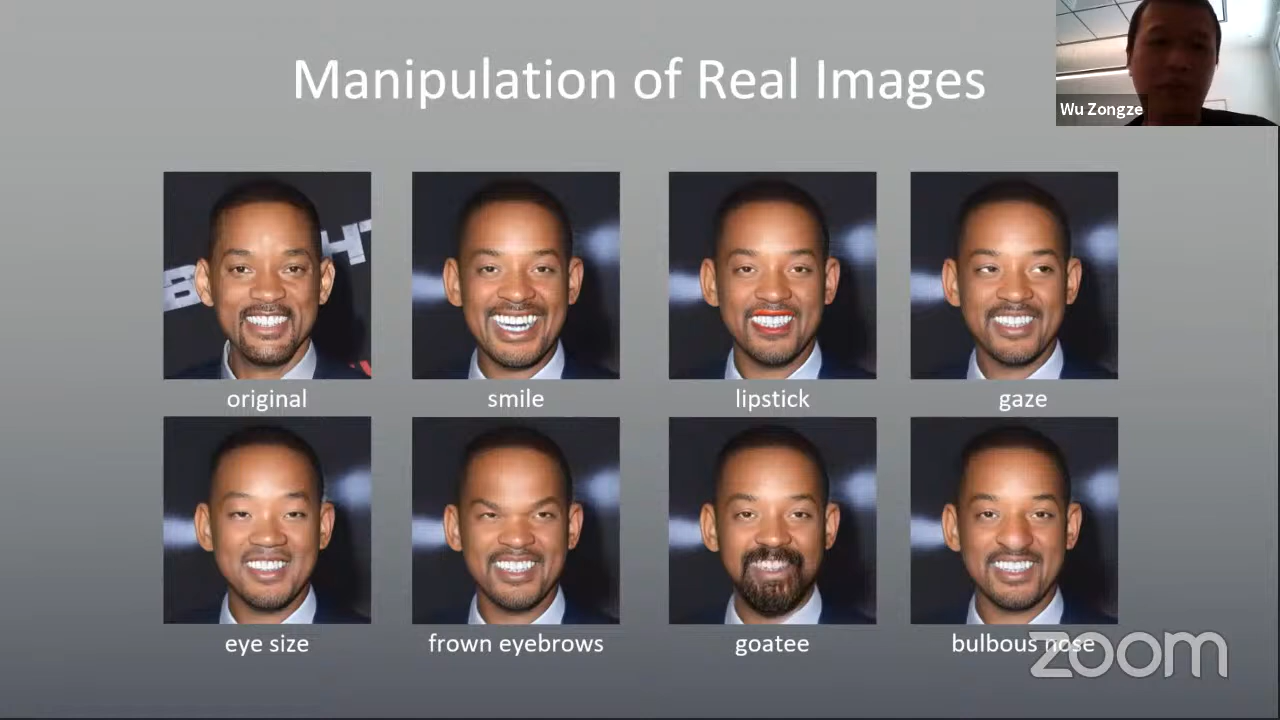 Manipulation of Real Images
Wu Zongze
original
smile
lipstick
gaze
eye size
frown eyebrows
goatee
bulbous nose
zoom